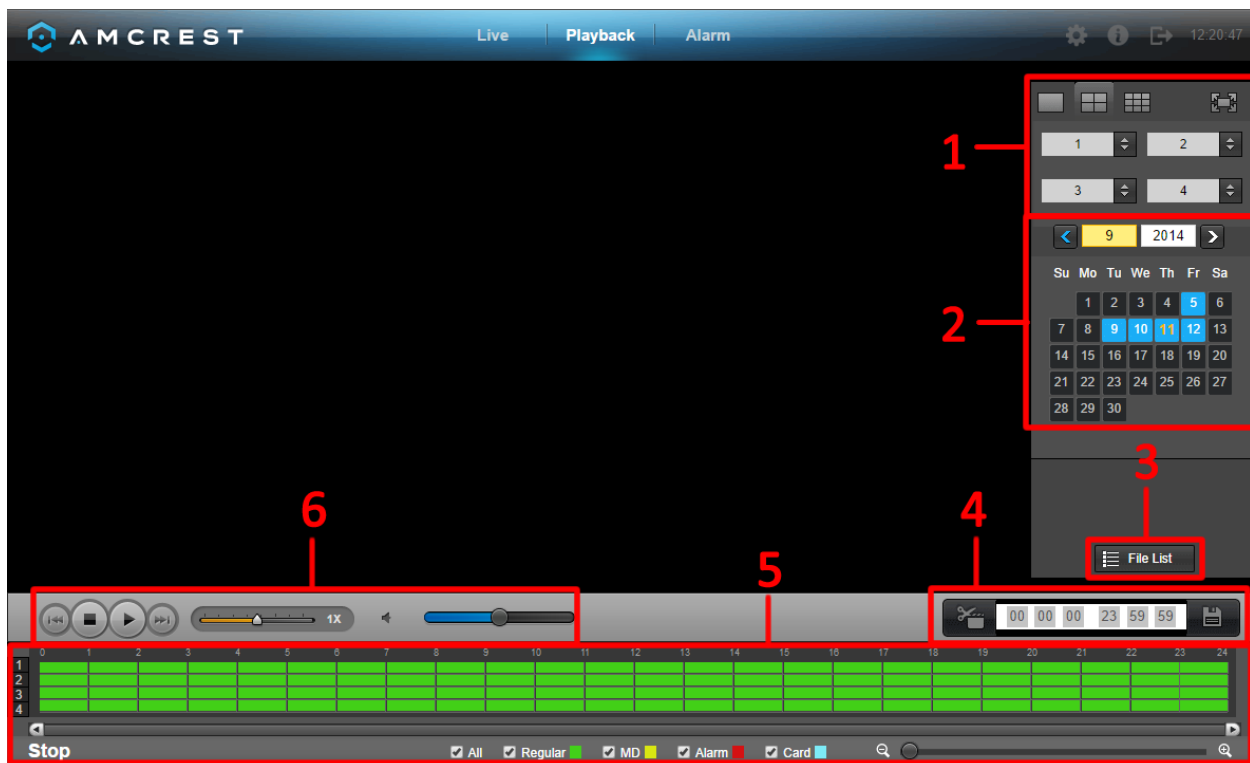 AMCREST Live Playback Alarm 12:20:47
1
1 2
3 4
2
9 2014
Su Mo Tu We Th Fr Sa
1 2 3 4 5 6
7 8 9 10 11 12 13
14 15 16 17 18 19 20
21 22 23 24 25 26 27
28 29 30
3
File List
4
5
6
1X
00 00 00 23 59 59
0 1 2 3 4 5 6 7 8 9 10 11 12 13 14 15 16 17 18 19 20 21 22 23 24
1
2
3
4
Stop All Regular MD Alarm Card